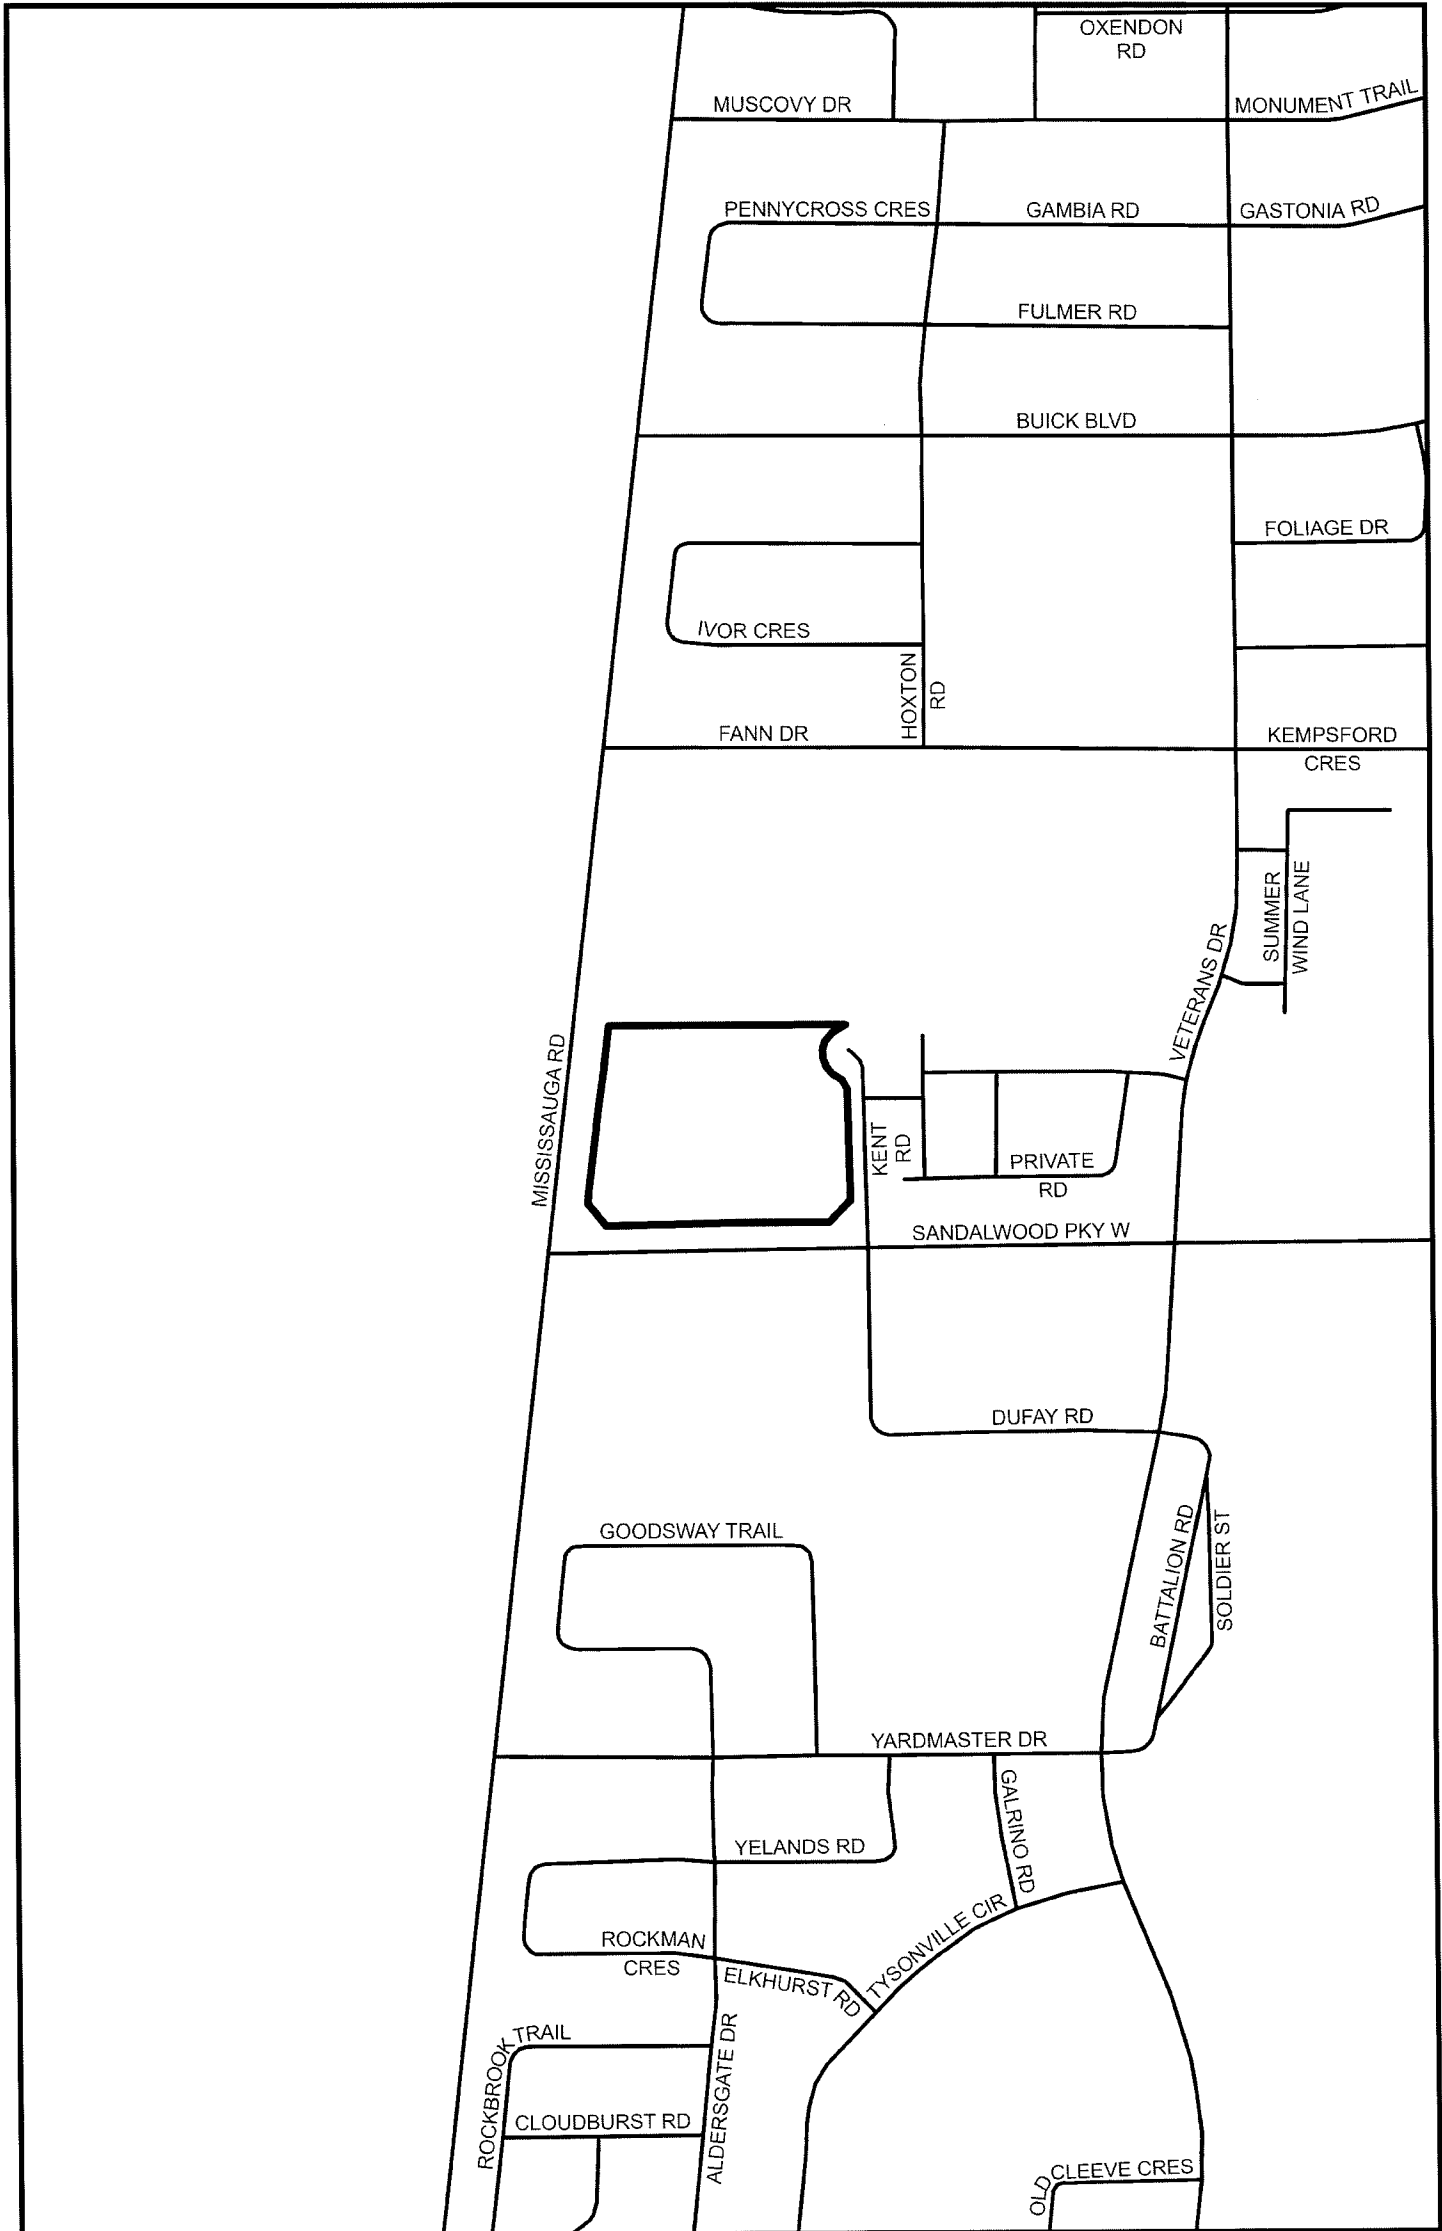 OXENDON
RD
MUSCOVY DR
MONUMENT TRAIL
PENNYCROSS CRES
GAMBIA RD
GASTONIA RD
FULMER RD
BUICK BLVD
FOLIAGE DR
IVOR CRES
HOXTON
RD
FANN DR
KEMPSFORD
CRES
SUMMER
WIND LANE
VETERANS DR
MISSISSAUGA RD
KENT
RD
PRIVATE
RD
SANDALWOOD PKY W
DUFAY RD
GOODSWAY TRAIL
BATTALION RD
SOLDIER ST
YARDMASTER DR
GALRINO RD
YELANDS RD
TYSONVILLE CIR
ROCKMAN
CRES
ELKHURST RD
ROCKBROOK TRAIL
ALDERSGATE DR
CLOUDBURST RD
OLD CLEEVE CRES